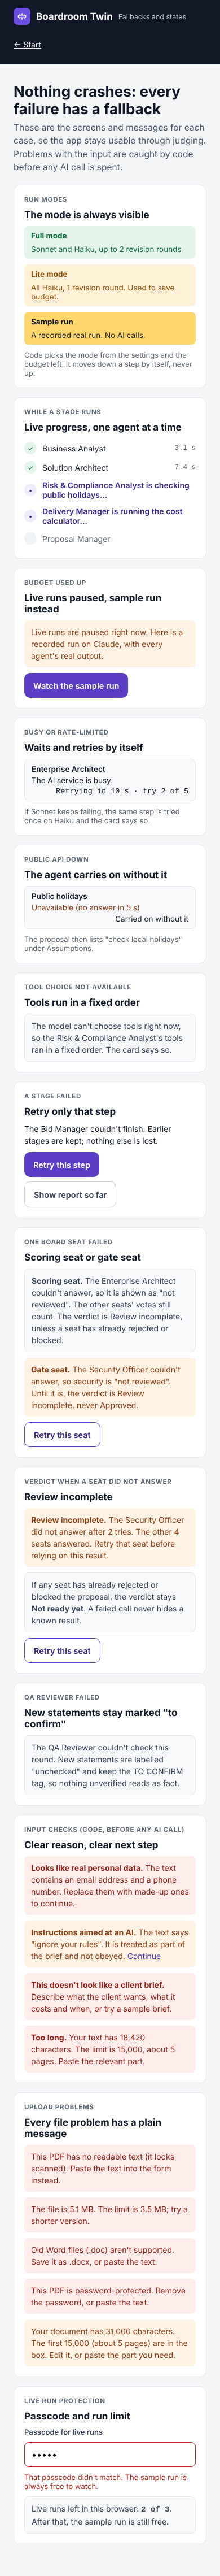 Boardroom Twin Fallbacks and states
← Start
Nothing crashes: every
failure has a fallback
These are the screens and messages for each
case, so the app stays usable through judging.
Problems with the input are caught by code
before any AI call is spent.
RUN MODES
The mode is always visible
Full mode
Sonnet and Haiku, up to 2 revision rounds
Lite mode
All Haiku, 1 revision round. Used to save
budget.
Sample run
A recorded real run. No AI calls.
Code picks the mode from the settings and the
budget left. It moves down a step by itself, never
up.
WHILE A STAGE RUNS
Live progress, one agent at a time
✓ Business Analyst 3.1 s
✓ Solution Architect 7.4 s
Risk & Compliance Analyst is checking
public holidays…
Delivery Manager is running the cost
calculator…
Proposal Manager
BUDGET USED UP
Live runs paused, sample run
instead
Live runs are paused right now. Here is a
recorded run on Claude, with every
agent's real output.
Watch the sample run
BUSY OR RATE-LIMITED
Waits and retries by itself
Enterprise Architect
The AI service is busy.
Retrying in 10 s · try 2 of 5
If Sonnet keeps failing, the same step is tried
once on Haiku and the card says so.
PUBLIC API DOWN
The agent carries on without it
Public holidays
Unavailable (no answer in 5 s)
Carried on without it
The proposal then lists "check local holidays"
under Assumptions.
TOOL CHOICE NOT AVAILABLE
Tools run in a fixed order
The model can't choose tools right now,
so the Risk & Compliance Analyst's tools
ran in a fixed order. The card says so.
A STAGE FAILED
Retry only that step
The Bid Manager couldn't finish. Earlier
stages are kept; nothing else is lost.
Retry this step
Show report so far
ONE BOARD SEAT FAILED
Scoring seat or gate seat
Scoring seat. The Enterprise Architect
couldn't answer, so it is shown as "not
reviewed". The other seats' votes still
count. The verdict is Review incomplete,
unless a seat has already rejected or
blocked.
Gate seat. The Security Officer couldn't
answer, so security is "not reviewed".
Until it is, the verdict is Review
incomplete, never Approved.
Retry this seat
VERDICT WHEN A SEAT DID NOT ANSWER
Review incomplete
Review incomplete. The Security Officer
did not answer after 2 tries. The other 4
seats answered. Retry that seat before
relying on this result.
If any seat has already rejected or
blocked the proposal, the verdict stays
Not ready yet. A failed call never hides a
known result.
Retry this seat
QA REVIEWER FAILED
New statements stay marked "to
confirm"
The QA Reviewer couldn't check this
round. New statements are labelled
"unchecked" and keep the TO CONFIRM
tag, so nothing unverified reads as fact.
INPUT CHECKS (CODE, BEFORE ANY AI CALL)
Clear reason, clear next step
Looks like real personal data. The text
contains an email address and a phone
number. Replace them with made-up ones
to continue.
Instructions aimed at an AI. The text says
"ignore your rules". It is treated as part of
the brief and not obeyed. Continue
This doesn't look like a client brief.
Describe what the client wants, what it
costs and when, or try a sample brief.
Too long. Your text has 18,420
characters. The limit is 15,000, about 5
pages. Paste the relevant part.
UPLOAD PROBLEMS
Every file problem has a plain
message
This PDF has no readable text (it looks
scanned). Paste the text into the form
instead.
The file is 5.1 MB. The limit is 3.5 MB; try a
shorter version.
Old Word files (.doc) aren't supported.
Save it as .docx, or paste the text.
This PDF is password-protected. Remove
the password, or paste the text.
Your document has 31,000 characters.
The first 15,000 (about 5 pages) are in the
box. Edit it, or paste the part you need.
LIVE RUN PROTECTION
Passcode and run limit
Passcode for live runs
•••••
That passcode didn't match. The sample run is
always free to watch.
Live runs left in this browser: 2 of 3.
After that, the sample run is still free.